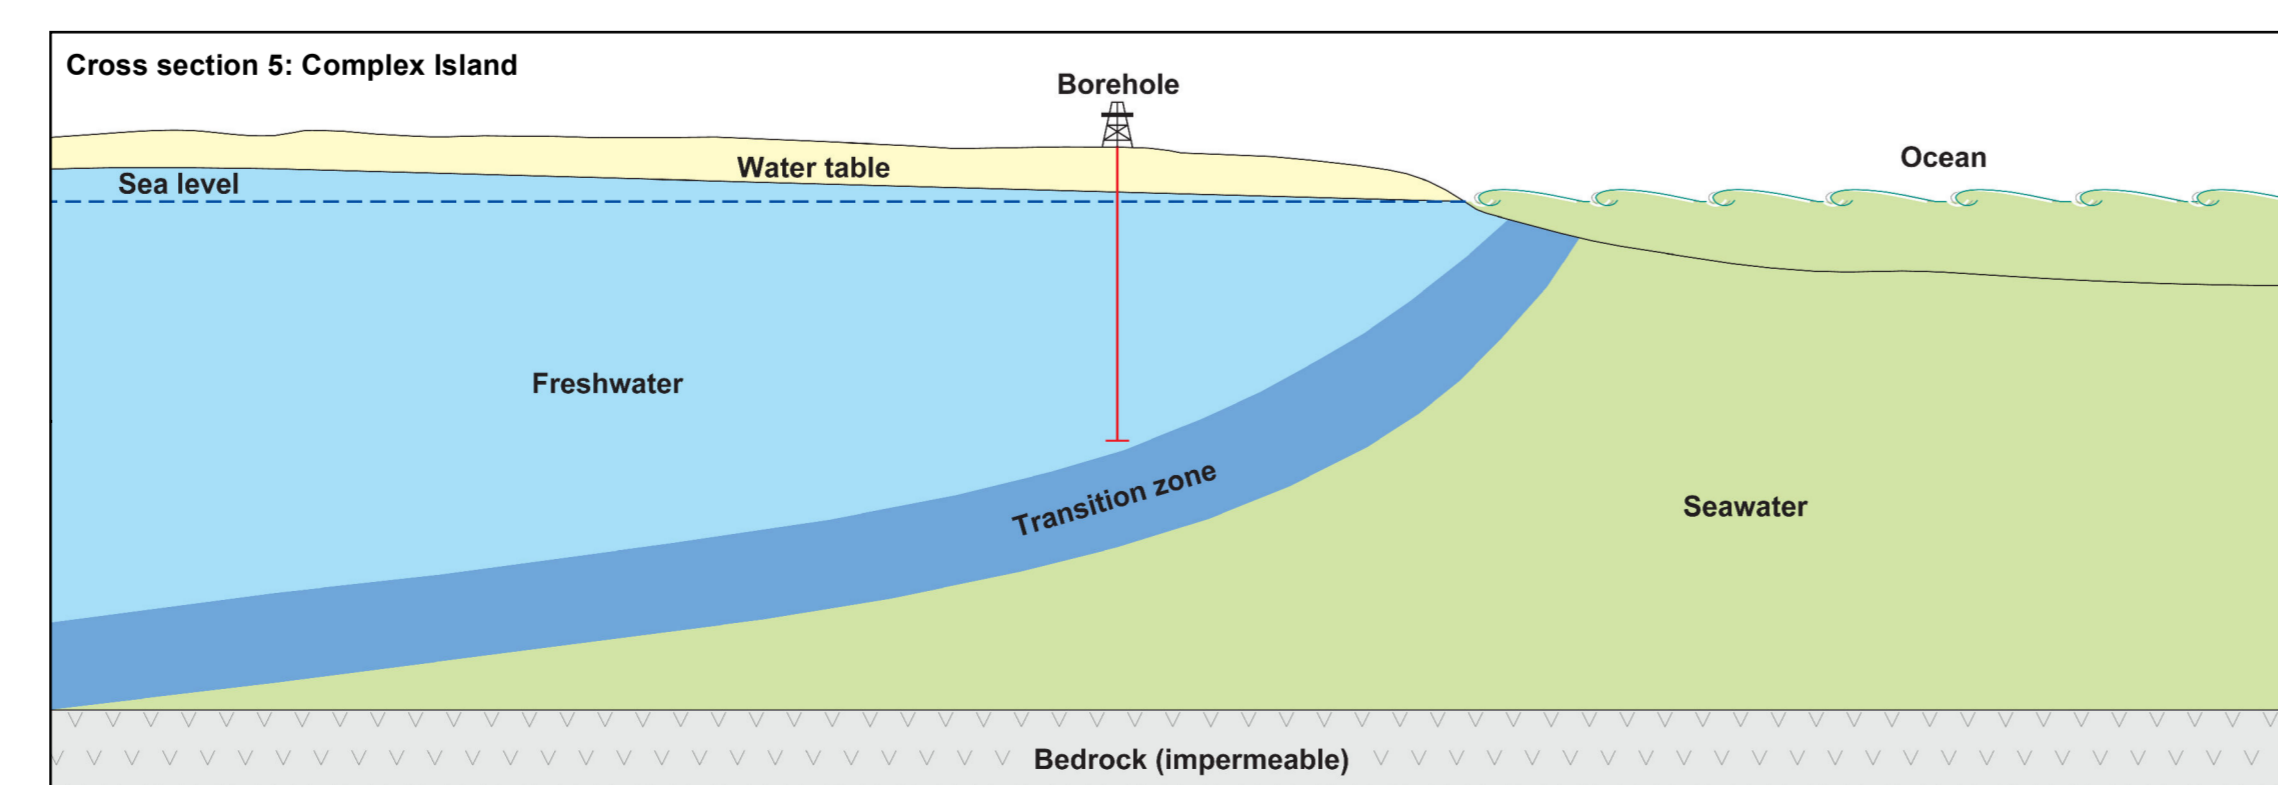 Cross section 5: Complex Island
Borehole
Ocean
Water table
Sea level
Freshwater
Transition zone
Seawater
Bedrock (impermeable)